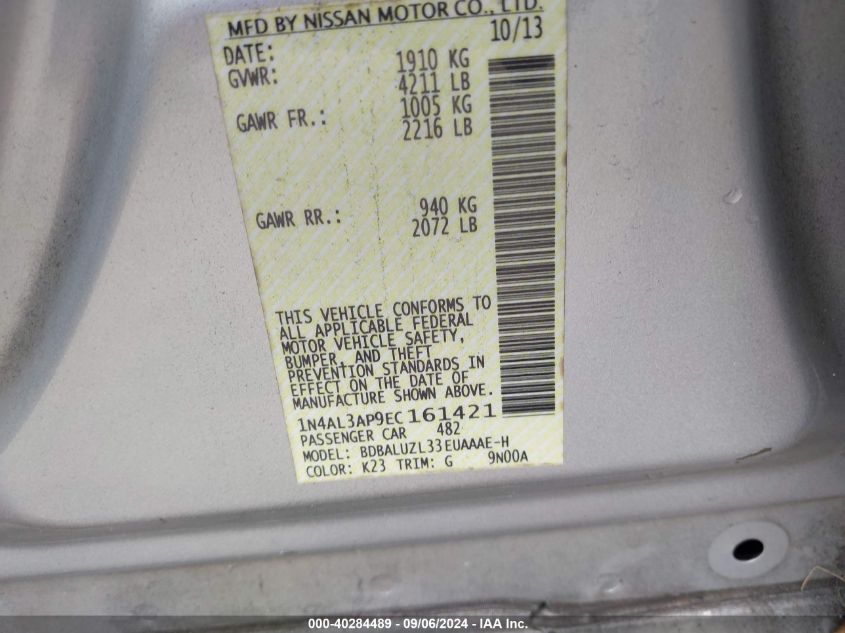 MFD BY NISSAN MOTOR CO., LTD.
DATE: 10/13
GVWR: 1910 KG
4211 LB
GAWR FR.: 1005 KG
2216 LB
GAWR RR.: 940 KG
2072 LB
THIS VEHICLE CONFORMS TO
ALL APPLICABLE FEDERAL
MOTOR VEHICLE SAFETY,
BUMPER, AND THEFT
PREVENTION STANDARDS IN
EFFECT ON THE DATE OF
MANUFACTURE SHOWN ABOVE.
1N4AL3AP9EC161421
PASSENGER CAR 482
MODEL: BDBALUZL33EUAAAE-H
COLOR: K23 TRIM: G 9N00A
000-40284489 - 09/06/2024 - IAA Inc.